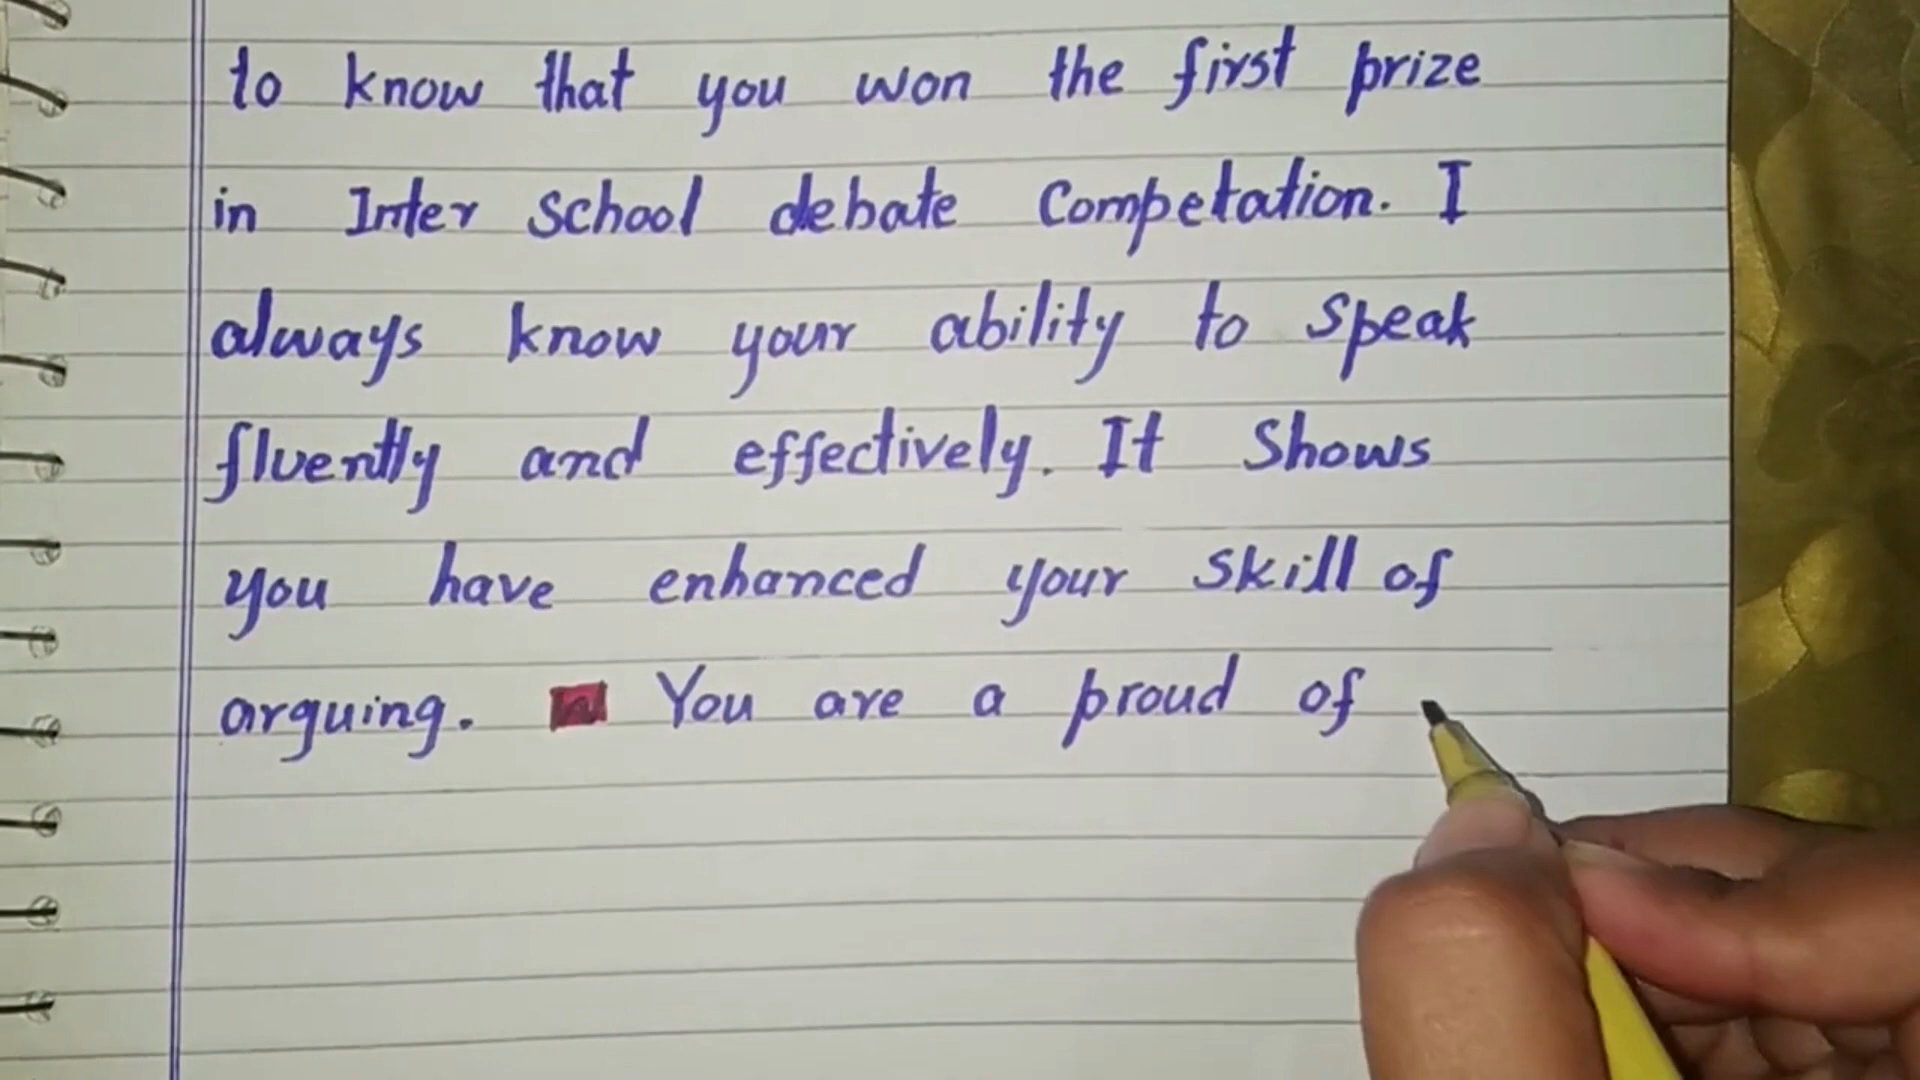 to know that you won the first prize
in Inter School debate Competation. I
always know your ability to speak
fluently and effectively. It Shows
you have enhanced your skill of
arguing. You are a proud of